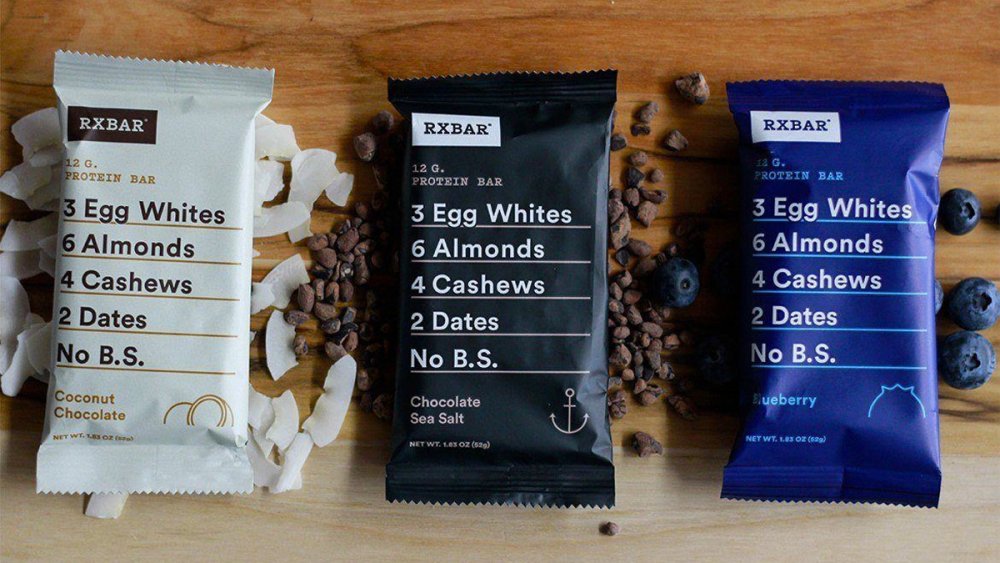 RXBAR
12 G.
PROTEIN BAR
3 Egg Whites
6 Almonds
4 Cashews
2 Dates
No B.S.
Coconut
Chocolate
NET WT. 1.83 OZ (52g)
RXBAR
12 G.
PROTEIN BAR
3 Egg Whites
6 Almonds
4 Cashews
2 Dates
No B.S.
Chocolate
Sea Salt
NET WT. 1.83 OZ (52g)
RXBAR
12 G.
PROTEIN BAR
3 Egg Whites
6 Almonds
4 Cashews
2 Dates
No B.S.
Blueberry
NET WT. 1.83 OZ (52g)